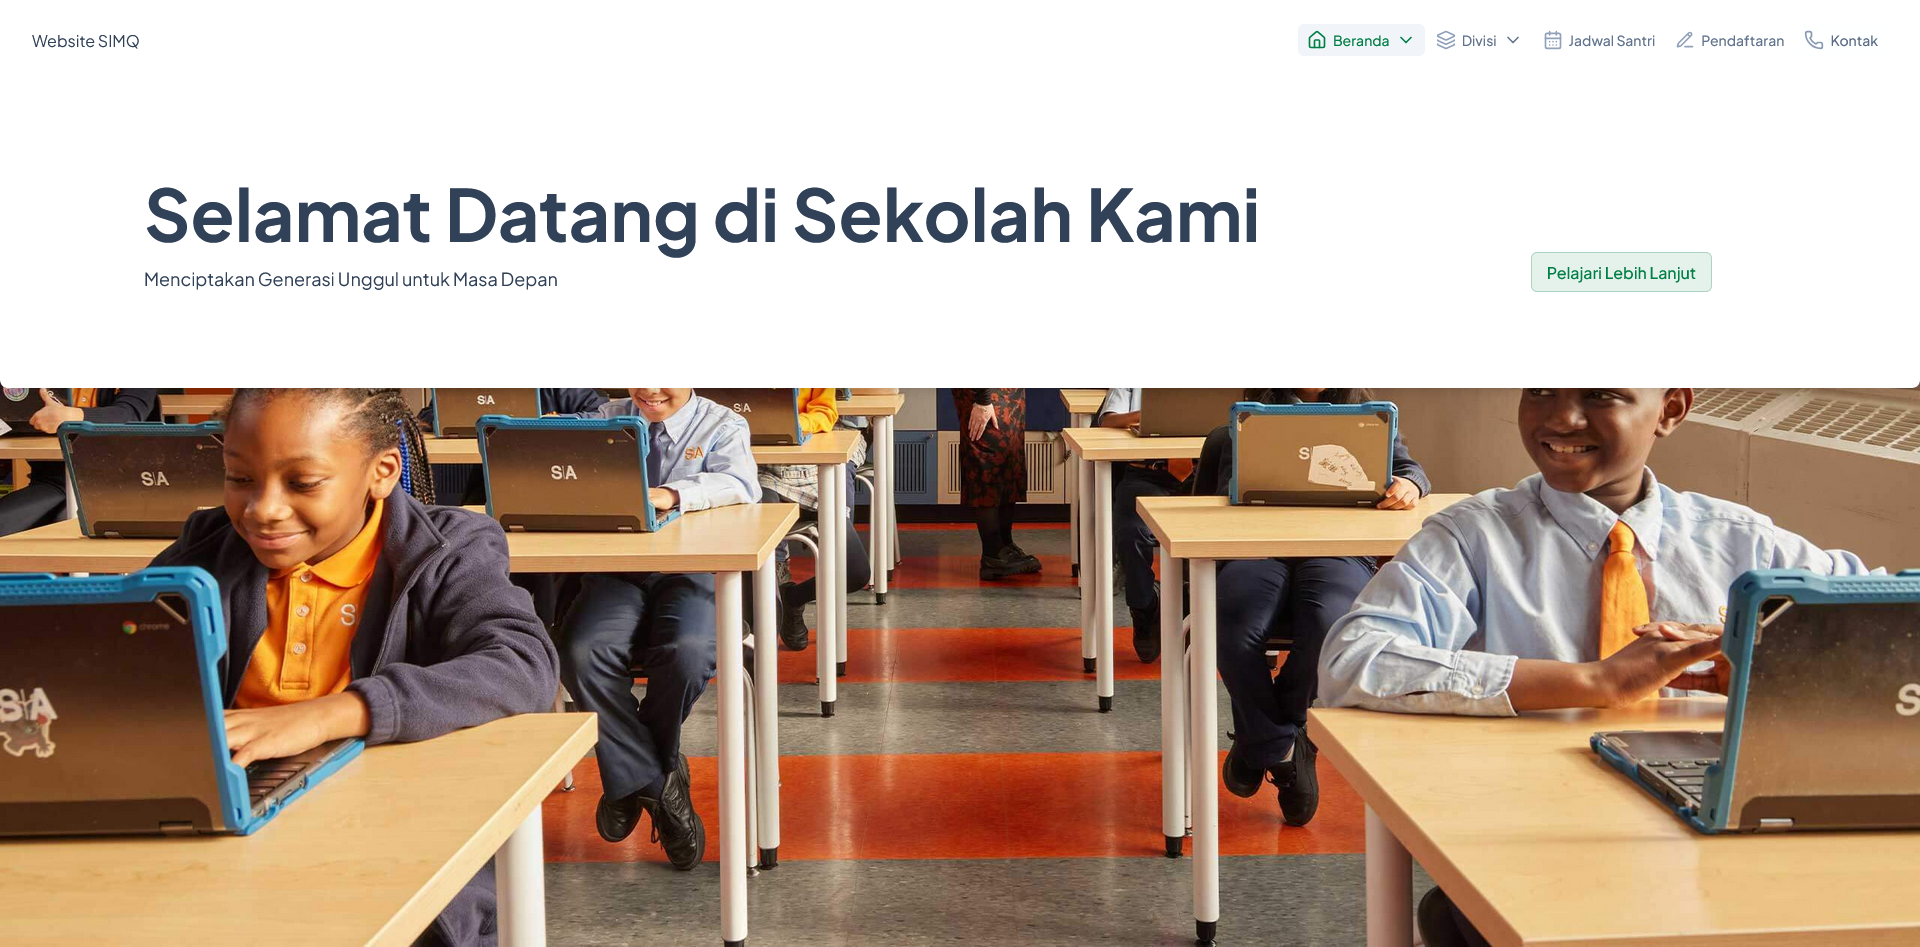 Website SIMQ
Beranda
Divisi
Jadwal Santri
Pendaftaran
Kontak
Selamat Datang di Sekolah Kami
Menciptakan Generasi Unggul untuk Masa Depan
Pelajari Lebih Lanjut
SA
SA
SA
SA
SA
chrome
SA